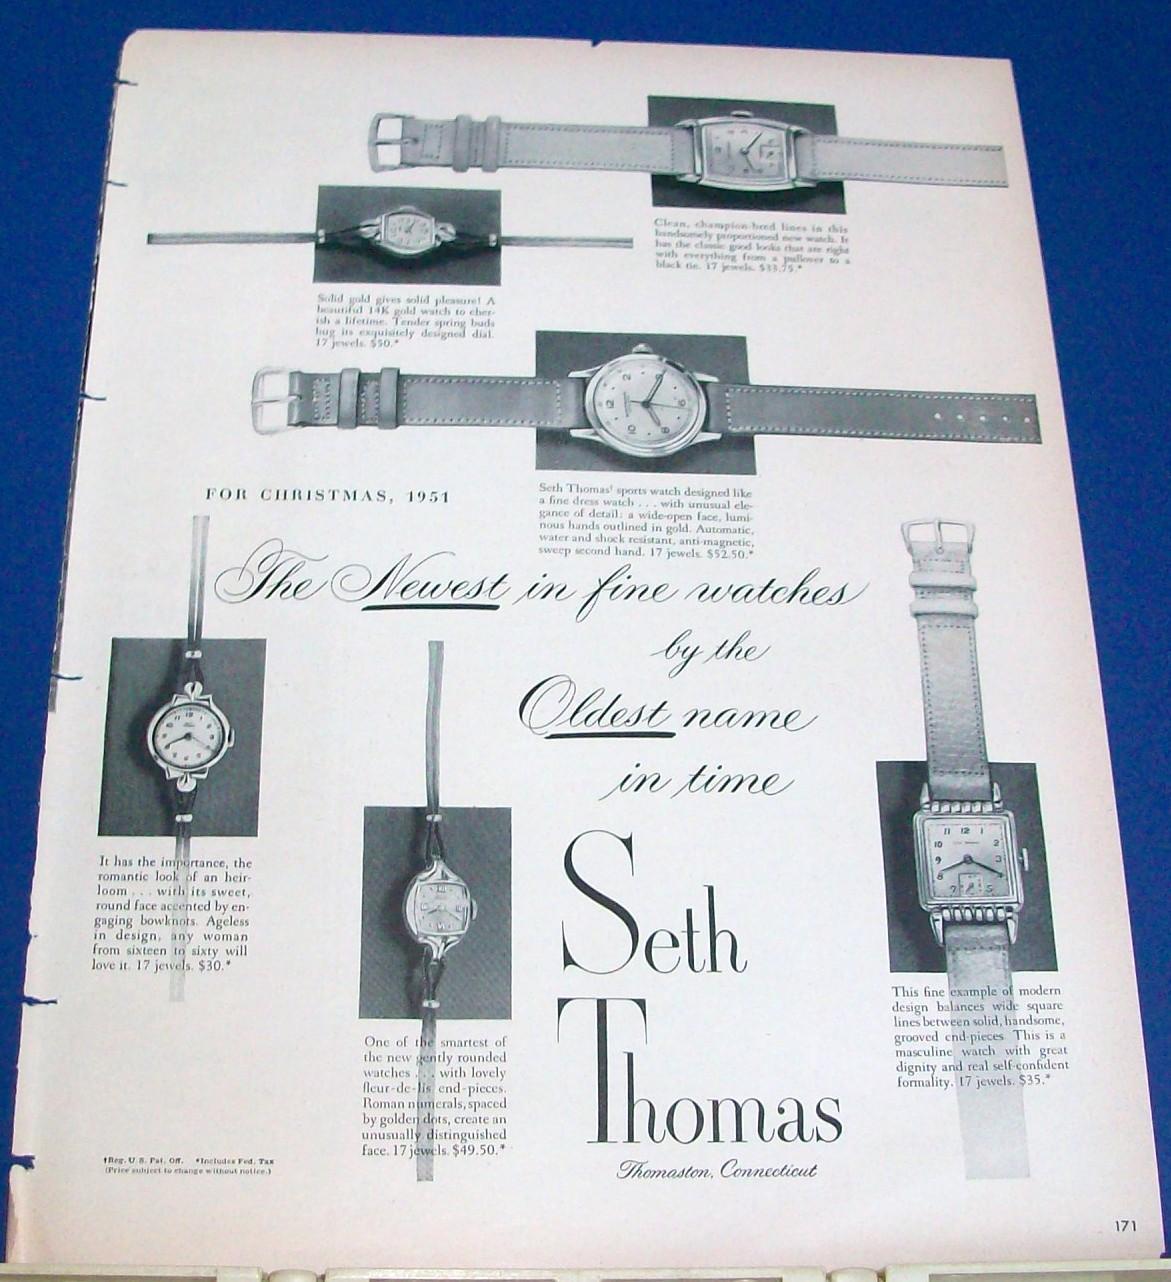 Clean, champion-bred lines in this
handsomely proportioned new watch. It
has the classic good looks that are right
with everything from a pullover to a
black tie. 17 jewels. $33.75.*
Solid gold gives solid pleasure! A
beautiful 14K gold watch to cher-
ish a lifetime. Tender spring buds
hug its exquisitely designed dial.
17 jewels. $50.*
Seth Thomas† sports watch designed like
a fine dress watch . . . with unusual ele-
gance of detail: a wide-open face, lumi-
nous hands outlined in gold. Automatic,
water and shock resistant, anti-magnetic,
sweep second hand. 17 jewels. $52.50.*
FOR CHRISTMAS, 1951
The Newest in fine watches
by the
Oldest name
in time
Seth
Thomas
Thomaston, Connecticut
It has the importance, the
romantic look of an heir-
loom . . . with its sweet,
round face accented by en-
gaging bowknots. Ageless
in design, any woman
from sixteen to sixty will
love it. 17 jewels. $30.*
One of the smartest of
the new gently rounded
watches . . . with lovely
fleur-de-lis end-pieces.
Roman numerals, spaced
by golden dots, create an
unusually distinguished
face. 17 jewels. $49.50.*
This fine example of modern
design balances wide square
lines between solid, handsome,
grooved end-pieces. This is a
masculine watch with great
dignity and real self-confident
formality. 17 jewels. $35.*
†Reg. U.S. Pat. Off. *Includes Fed. Tax
(Price subject to change without notice.)
171